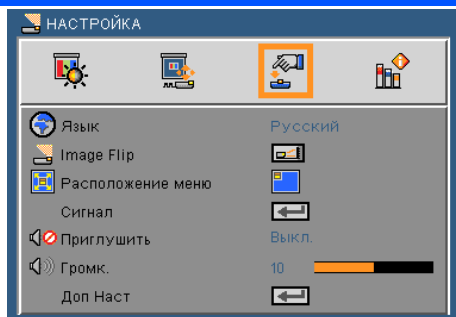 НАСТРОЙКА
Язык Русский
Image Flip
Расположение меню
Сигнал
Приглушить Выкл.
Громк. 10
Доп Наст